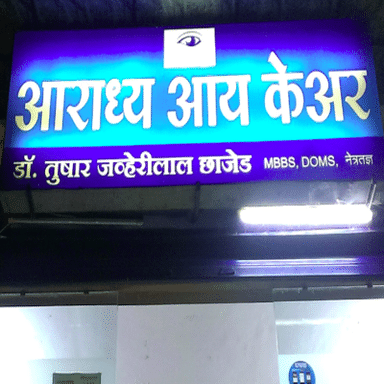 आराध्य आय केअर
डॉ. तुषार जव्हेरीलाल छाजेड MBBS, DOMS, नेत्रतज्ञ